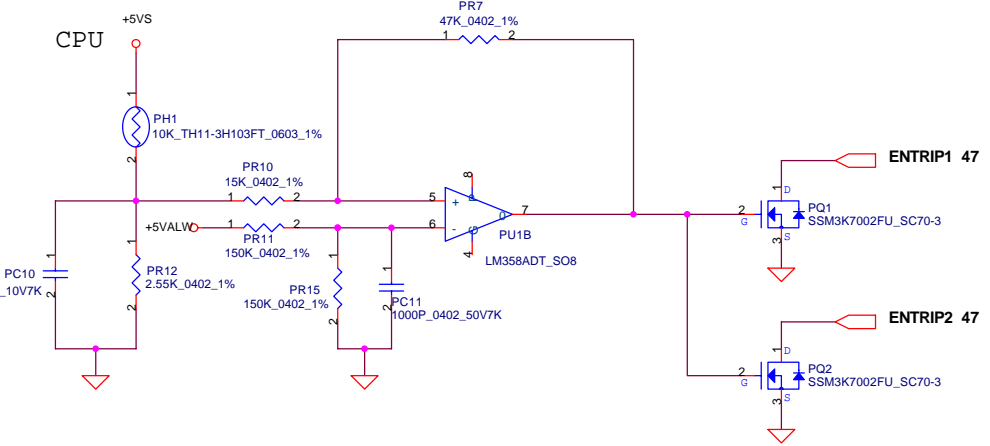 +5VS
CPU
PR7
47K_0402_1%
1
2
1
PH1
10K_TH11-3H103FT_0603_1%
2
PR10
15K_0402_1%
1
2
+5VALW
1
2
PR11
150K_0402_1%
8
5
+
P
0
7
6
-
G
4
PU1B
LM358ADT_SO8
1
PC10
_10V7K
2
1
PR12
2.55K_0402_1%
2
1
PR15
150K_0402_1%
2
1
PC11
1000P_0402_50V7K
2
ENTRIP1 47
1
D
2
G
PQ1
SSM3K7002FU_SC70-3
3
S
ENTRIP2 47
1
D
2
G
PQ2
SSM3K7002FU_SC70-3
3
S